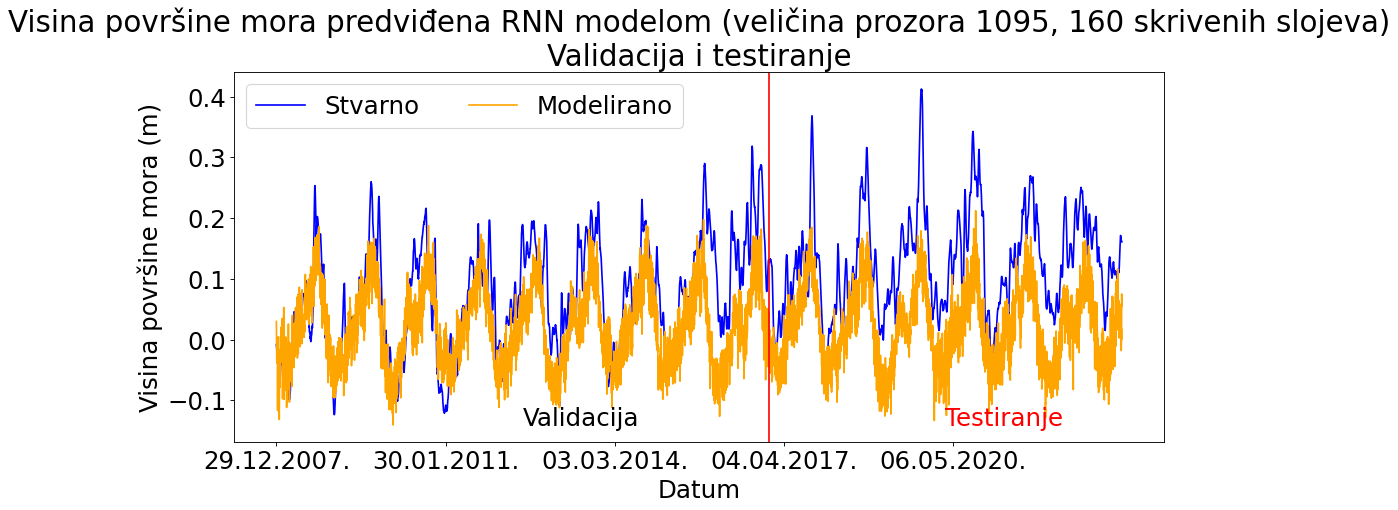 Visina površine mora predviđena RNN modelom (veličina prozora 1095, 160 skrivenih slojeva)
Validacija i testiranje
Stvarno
Modelirano
Visina površine mora (m)
0.4
0.3
0.2
0.1
0.0
−0.1
Validacija
Testiranje
29.12.2007.
30.01.2011.
03.03.2014.
04.04.2017.
06.05.2020.
Datum